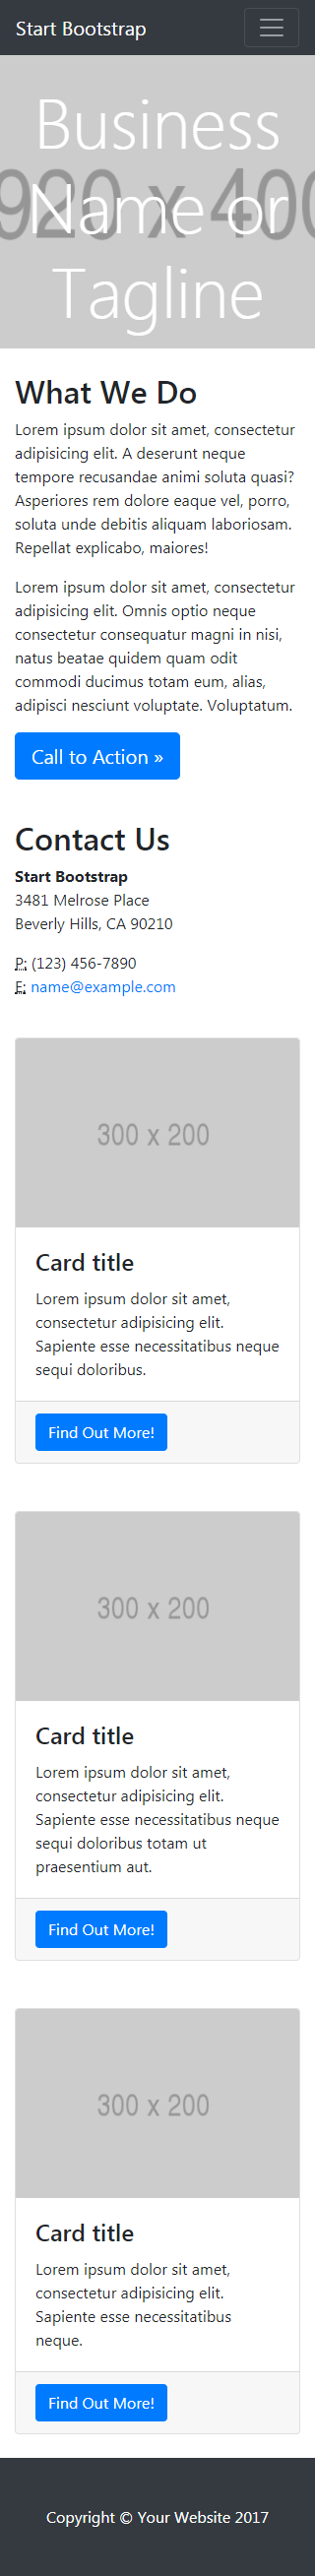 Start Bootstrap
Business
Name or
Tagline
920 x 400
What We Do
Lorem ipsum dolor sit amet, consectetur
adipisicing elit. A deserunt neque
tempore recusandae animi soluta quasi?
Asperiores rem dolore eaque vel, porro,
soluta unde debitis aliquam laboriosam.
Repellat explicabo, maiores!
Lorem ipsum dolor sit amet, consectetur
adipisicing elit. Omnis optio neque
consectetur consequatur magni in nisi,
natus beatae quidem quam odit
commodi ducimus totam eum, alias,
adipisci nesciunt voluptate. Voluptatum.
Call to Action »
Contact Us
Start Bootstrap
3481 Melrose Place
Beverly Hills, CA 90210
P: (123) 456-7890
E: name@example.com
300 x 200
Card title
Lorem ipsum dolor sit amet,
consectetur adipisicing elit.
Sapiente esse necessitatibus neque
sequi doloribus.
Find Out More!
300 x 200
Card title
Lorem ipsum dolor sit amet,
consectetur adipisicing elit.
Sapiente esse necessitatibus neque
sequi doloribus totam ut
praesentium aut.
Find Out More!
300 x 200
Card title
Lorem ipsum dolor sit amet,
consectetur adipisicing elit.
Sapiente esse necessitatibus
neque.
Find Out More!
Copyright © Your Website 2017